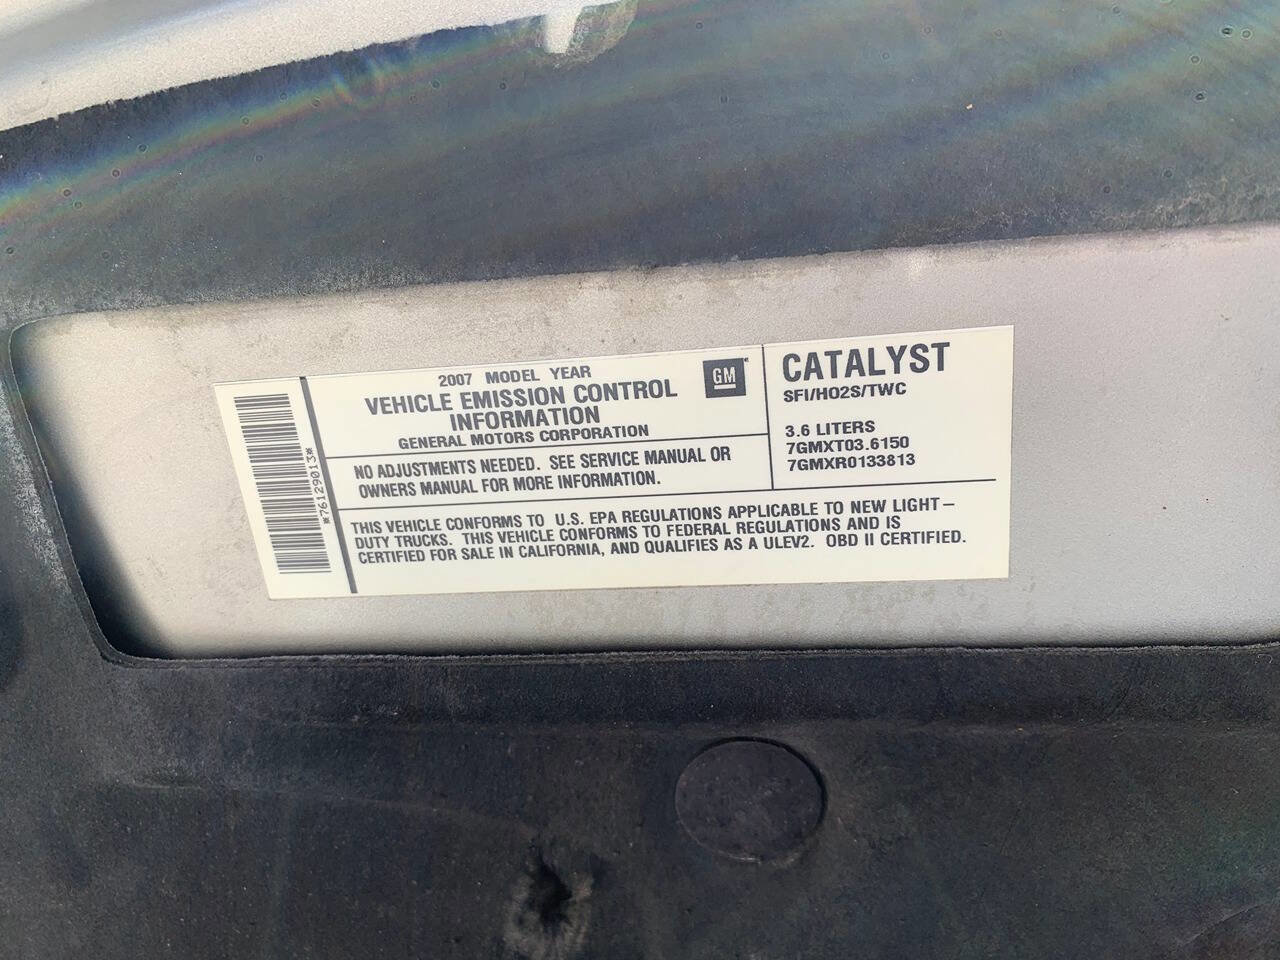 *76129013*
2007 MODEL YEAR
VEHICLE EMISSION CONTROL
INFORMATION
GENERAL MOTORS CORPORATION
GM
NO ADJUSTMENTS NEEDED. SEE SERVICE MANUAL OR
OWNERS MANUAL FOR MORE INFORMATION.
CATALYST
SFI/HO2S/TWC
3.6 LITERS
7GMXT03.6150
7GMXR0133813
THIS VEHICLE CONFORMS TO U.S. EPA REGULATIONS APPLICABLE TO NEW LIGHT-
DUTY TRUCKS. THIS VEHICLE CONFORMS TO FEDERAL REGULATIONS AND IS
CERTIFIED FOR SALE IN CALIFORNIA, AND QUALIFIES AS A ULEV2. OBD II CERTIFIED.